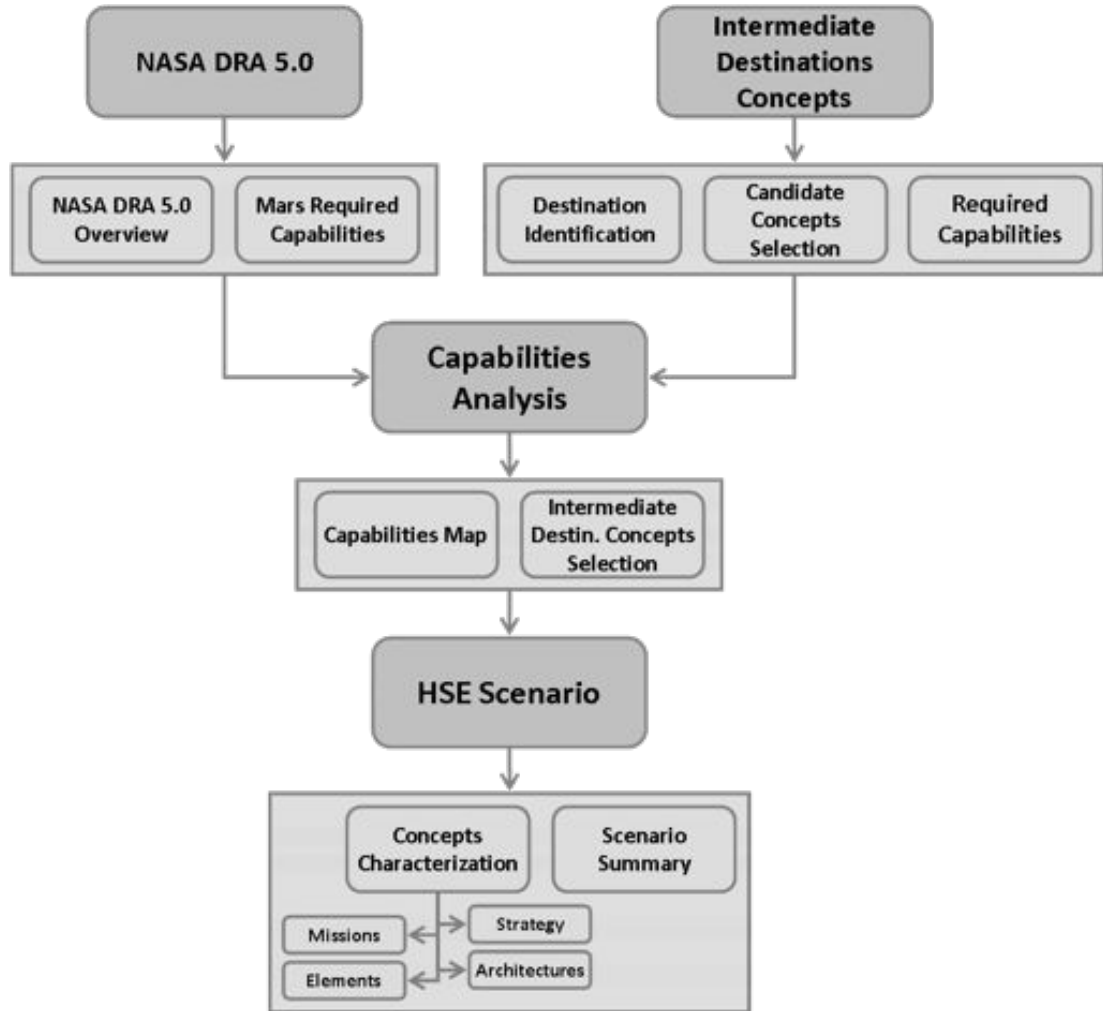 NASA DRA 5.0
Intermediate
Destinations
Concepts
NASA DRA 5.0
Overview
Mars Required
Capabilities
Destination
Identification
Candidate
Concepts
Selection
Required
Capabilities
Capabilities
Analysis
Capabilities Map
Intermediate
Destin. Concepts
Selection
HSE Scenario
Concepts
Characterization
Scenario
Summary
Missions
Strategy
Elements
Architectures